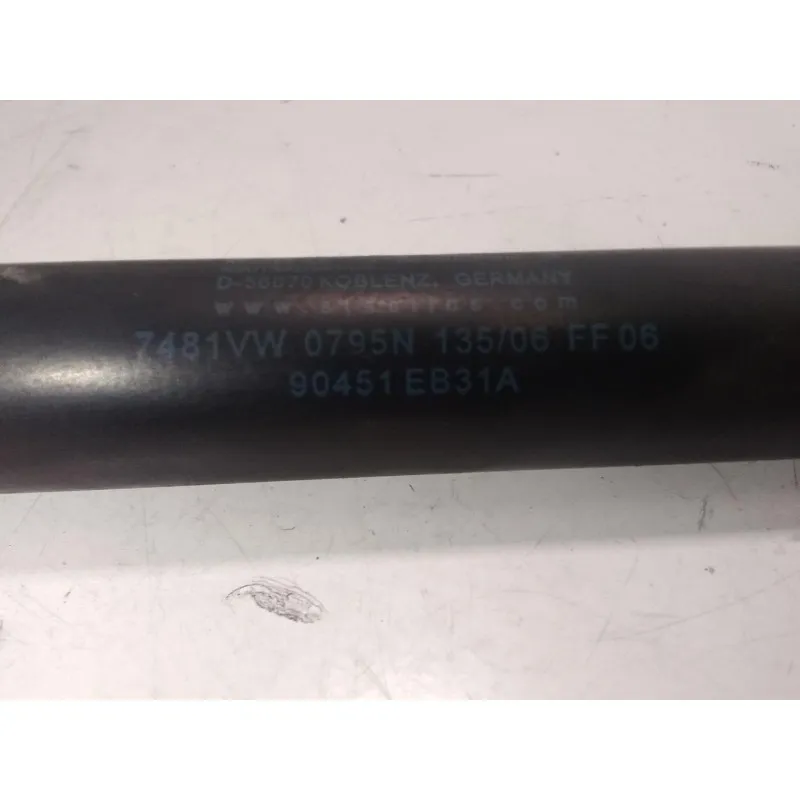 KOBLENZ, GERMANY
7481VW 0795N 135/06 FF06
90451EB31A